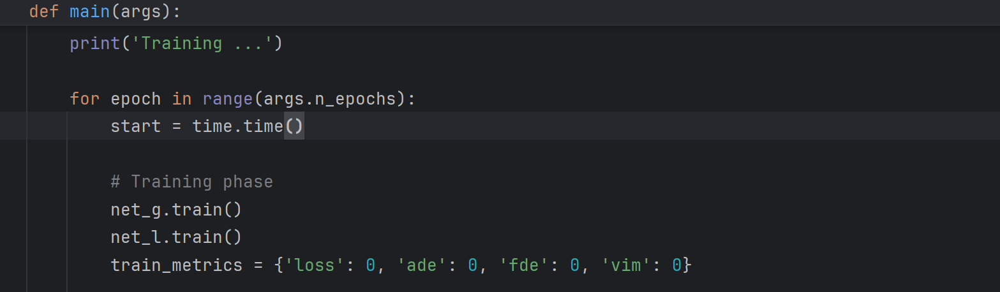 def main(args):
print('Training ...')
for epoch in range(args.n_epochs):
start = time.time()
# Training phase
net_g.train()
net_l.train()
train_metrics = {'loss': 0, 'ade': 0, 'fde': 0, 'vim': 0}